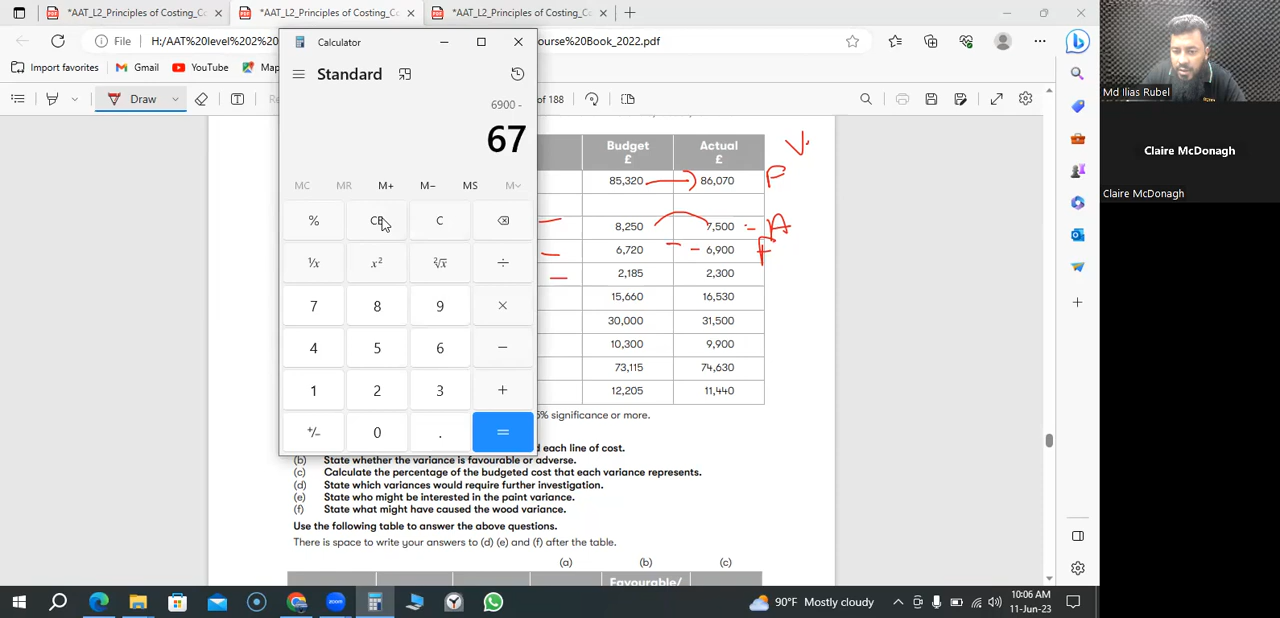 *AAT_L2_Principles of Costing_Co
*AAT_L2_Principles of Costing_Co
*AAT_L2_Principles of Costing_Co
File
H:/AAT%20level%202%20
ourse%20Book_2022.pdf
Import favorites
Gmail
YouTube
Map
Draw
of 188
Calculator
Standard
6900 -
67
MC MR M+ M− MS M˅
% CE C
¹/x x² ²√x ÷
7 8 9 ×
4 5 6 −
1 2 3 +
+/− 0 . =
Budget Actual V.
£ £
85,320 86,070 F
8,250 7,500 A
6,720 6,900 F
2,185 2,300
15,660 16,530
30,000 31,500
10,300 9,900
73,115 74,630
12,205 11,440
5% significance or more.
d each line of cost.
(b) State whether the variance is favourable or adverse.
(c) Calculate the percentage of the budgeted cost that each variance represents.
(d) State which variances would require further investigation.
(e) State who might be interested in the paint variance.
(f) State what might have caused the wood variance.
Use the following table to answer the above questions.
There is space to write your answers to (d) (e) and (f) after the table.
(a) (b) (c)
Favourable/
Md Ilias Rubel
Claire McDonagh
Claire McDonagh
90°F Mostly cloudy
10:06 AM
11-Jun-23
zoom